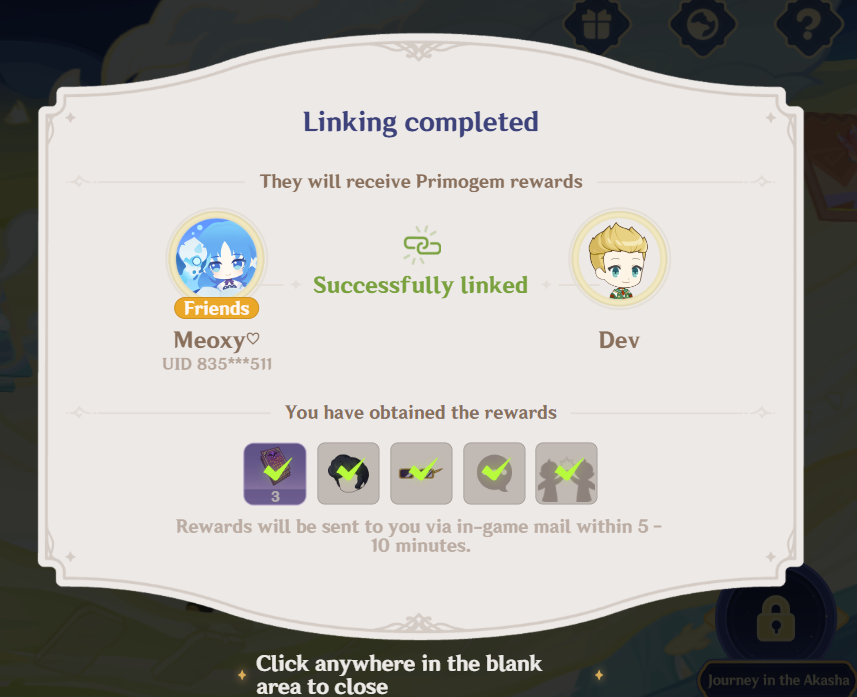 Linking completed
They will receive Primogem rewards
Successfully linked
Friends
Meoxy♡
UID 835***511
Dev
You have obtained the rewards
3
Rewards will be sent to you via in-game mail within 5 -
10 minutes.
Click anywhere in the blank
area to close
Journey in the Akasha